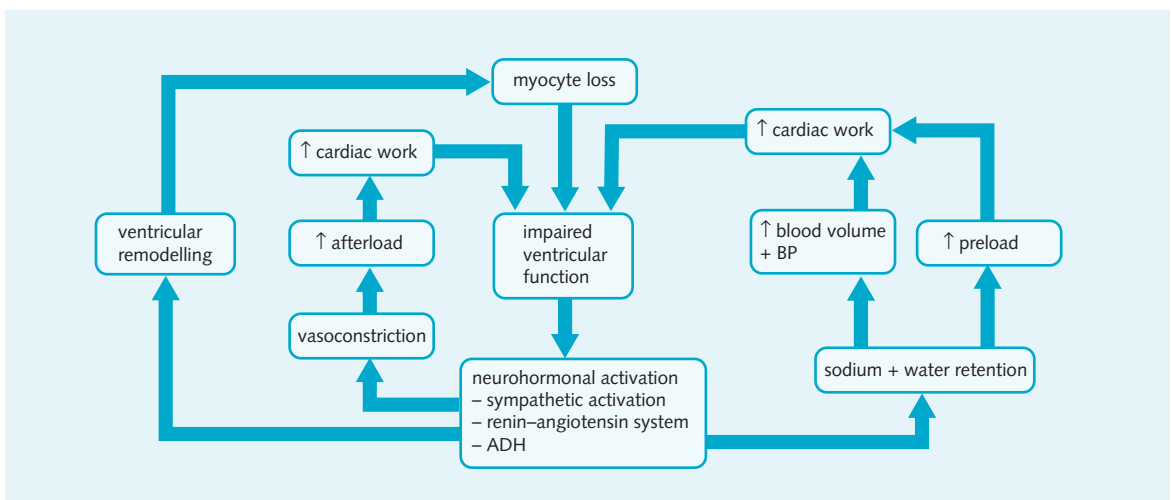 myocyte loss
↑ cardiac work
↑ cardiac work
ventricular
remodelling
↑ afterload
impaired
ventricular
function
↑ blood volume
+ BP
↑ preload
vasoconstriction
sodium + water retention
neurohormonal activation
– sympathetic activation
– renin–angiotensin system
– ADH